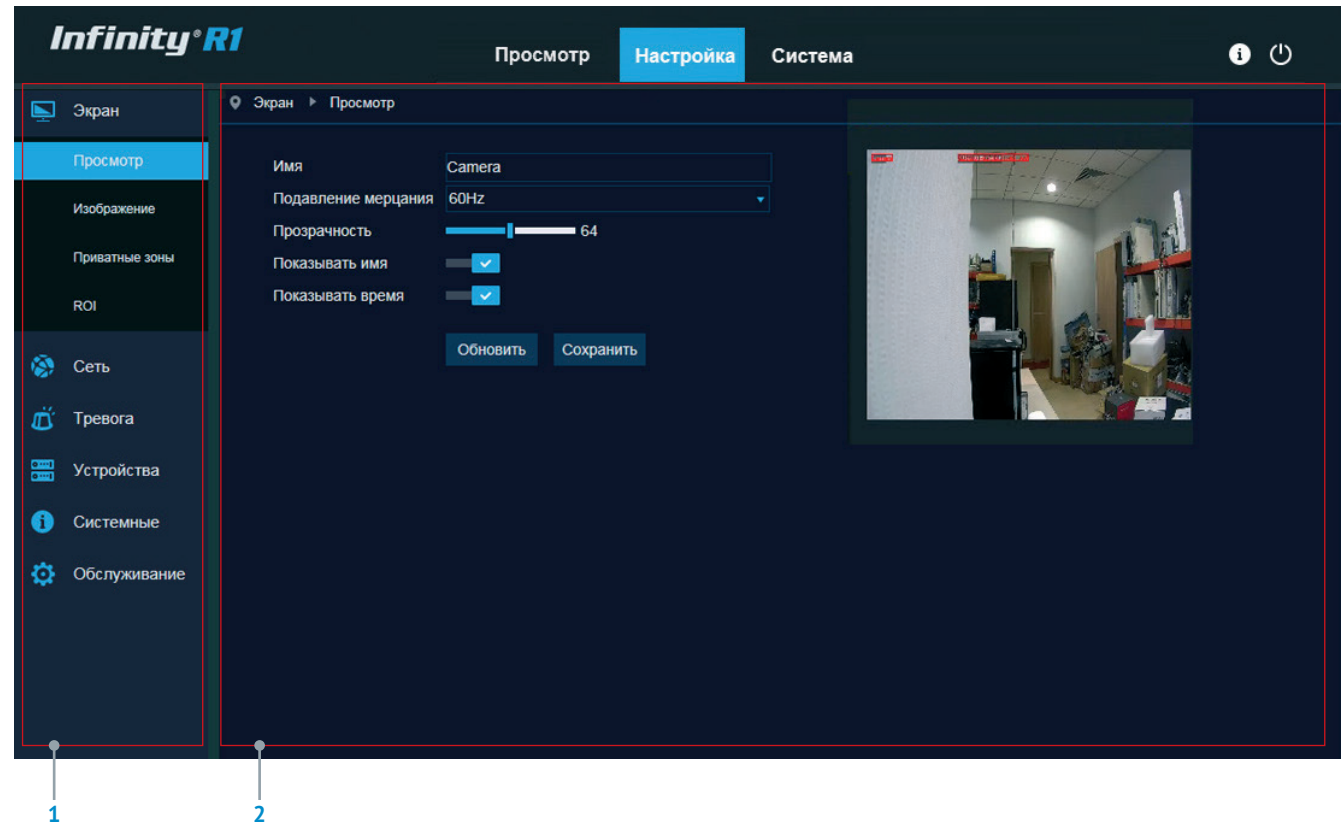 Infinity® R1
Просмотр Настройка Система
Экран
Просмотр
Изображение
Приватные зоны
ROI
Сеть
Тревога
Устройства
Системные
Обслуживание
Экран Просмотр
Имя Camera
Подавление мерцания 60Hz
Прозрачность 64
Показывать имя
Показывать время
Обновить Сохранить
1 2